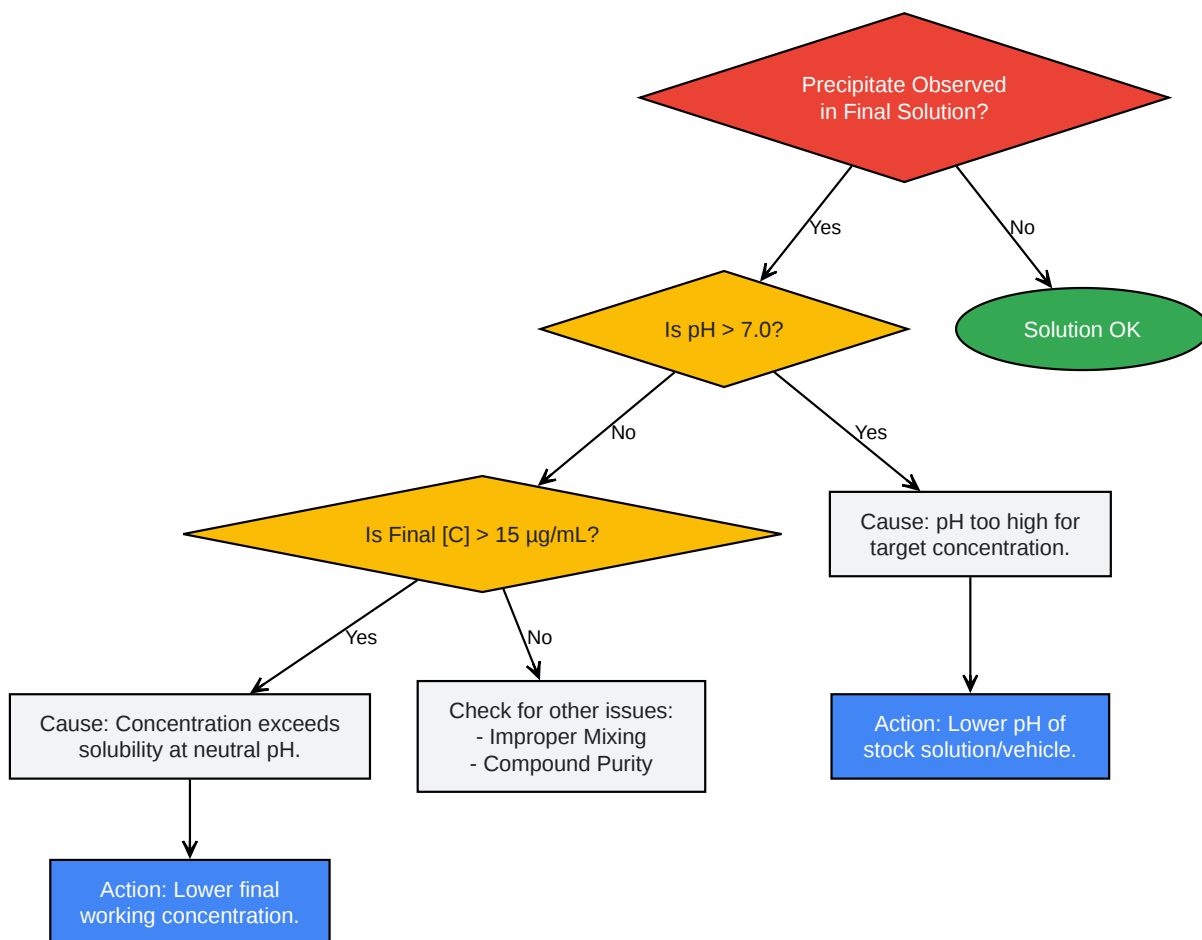 Precipitate Observed
in Final Solution?
Yes
No
Is pH > 7.0?
Solution OK
No
Yes
Is Final [C] > 15 µg/mL?
Cause: pH too high for
target concentration.
Yes
No
Cause: Concentration exceeds
solubility at neutral pH.
Check for other issues:
- Improper Mixing
- Compound Purity
Action: Lower pH of
stock solution/vehicle.
Action: Lower final
working concentration.